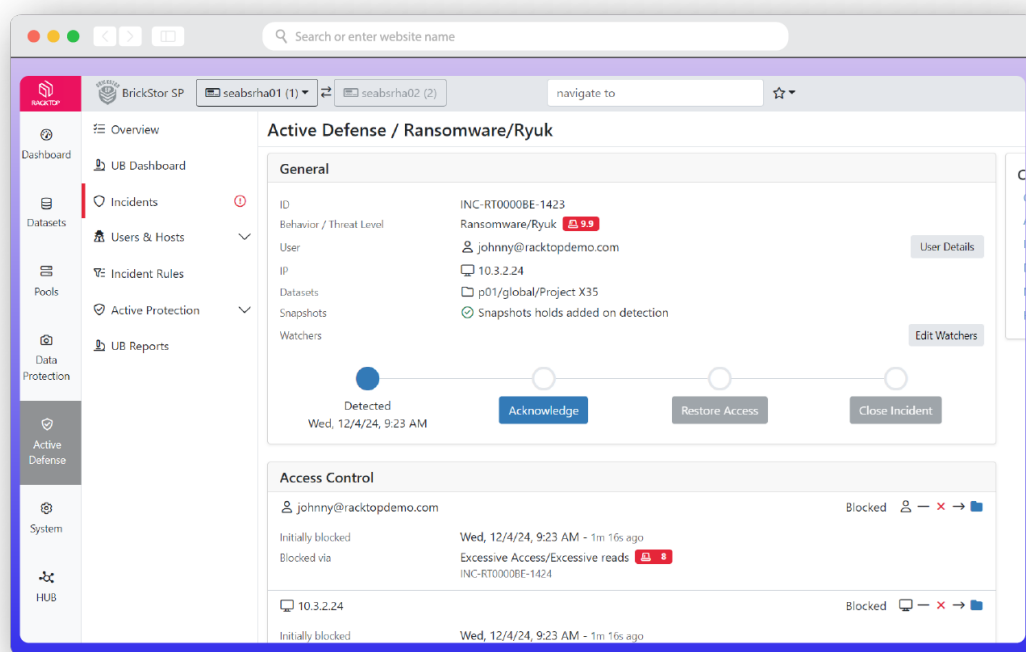 Search or enter website name
RACKTOP
BrickStor SP
seabsrha01 (1)
seabsrha02 (2)
navigate to
Dashboard
Datasets
Pools
Data
Protection
Active
Defense
System
HUB
Overview
UB Dashboard
Incidents
Users & Hosts
Incident Rules
Active Protection
UB Reports
Active Defense / Ransomware/Ryuk
General
ID INC-RT0000BE-1423
Behavior / Threat Level Ransomware/Ryuk 9.9
User johnny@racktopdemo.com User Details
IP 10.3.2.24
Datasets p01/global/Project X35
Snapshots Snapshots holds added on detection
Watchers Edit Watchers
Detected
Wed, 12/4/24, 9:23 AM
Acknowledge
Restore Access
Close Incident
Access Control
johnny@racktopdemo.com Blocked
Initially blocked Wed, 12/4/24, 9:23 AM - 1m 16s ago
Blocked via Excessive Access/Excessive reads 8
INC-RT0000BE-1424
10.3.2.24 Blocked
Initially blocked Wed, 12/4/24, 9:23 AM - 1m 16s ago